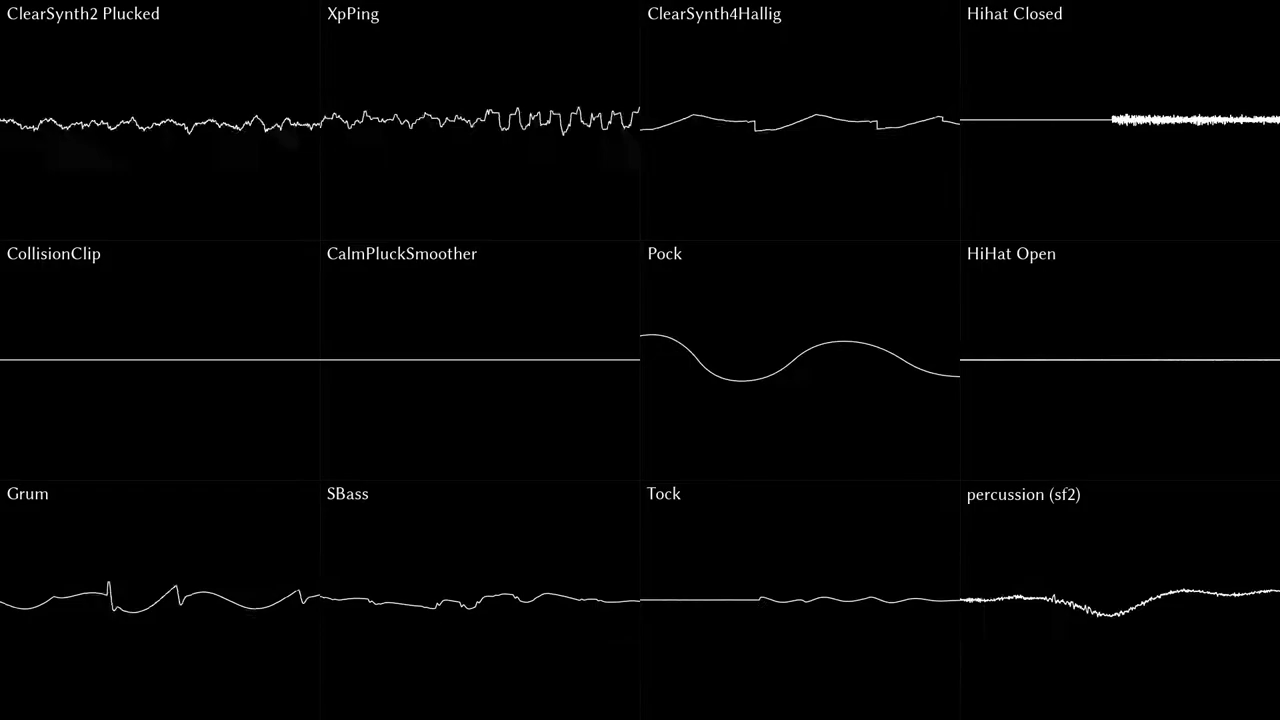 ClearSynth2 Plucked
XpPing
ClearSynth4Hallig
Hihat Closed
CollisionClip
CalmPluckSmoother
Pock
HiHat Open
Grum
SBass
Tock
percussion (sf2)